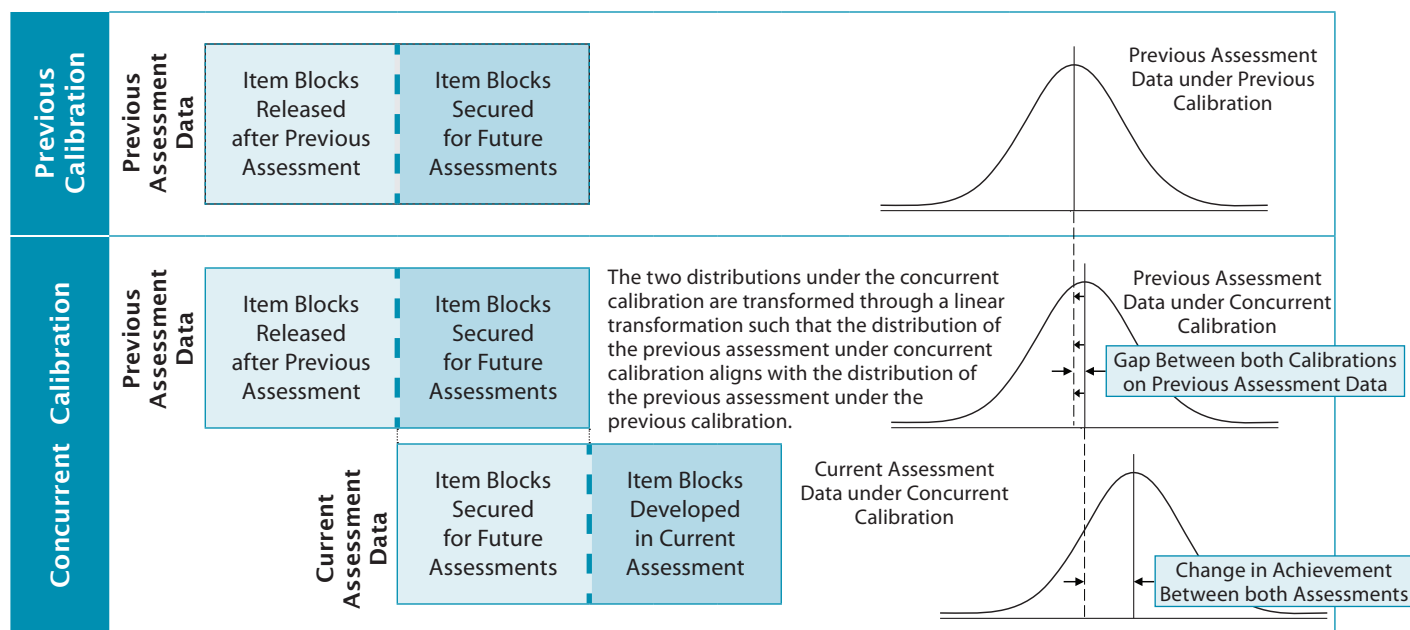 Previous
Calibration
Previous
Assessment
Data
Item Blocks
Released
after Previous
Assessment
Item Blocks
Secured
for Future
Assessments
Previous Assessment
Data under Previous
Calibration
Concurrent Calibration
Previous
Assessment
Data
Item Blocks
Released
after Previous
Assessment
Item Blocks
Secured
for Future
Assessments
The two distributions under the concurrent
calibration are transformed through a linear
transformation such that the distribution of
the previous assessment under concurrent
calibration aligns with the distribution of
the previous assessment under the
previous calibration.
Previous Assessment
Data under Concurrent
Calibration
Gap Between both Calibrations
on Previous Assessment Data
Current
Assessment
Data
Item Blocks
Secured
for Future
Assessments
Item Blocks
Developed
in Current
Assessment
Current Assessment
Data under Concurrent
Calibration
Change in Achievement
Between both Assessments